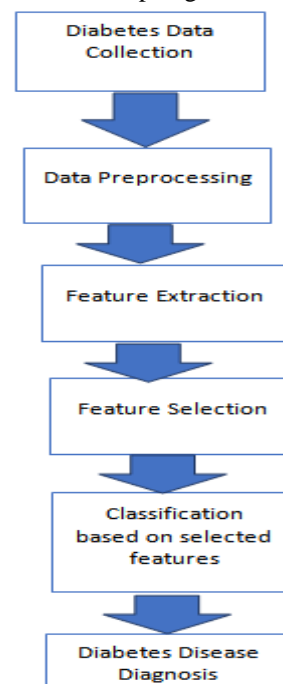 Diabetes Data
Collection
Data Preprocessing
Feature Extraction
Feature Selection
Classification
based on selected
features
Diabetes Disease
Diagnosis